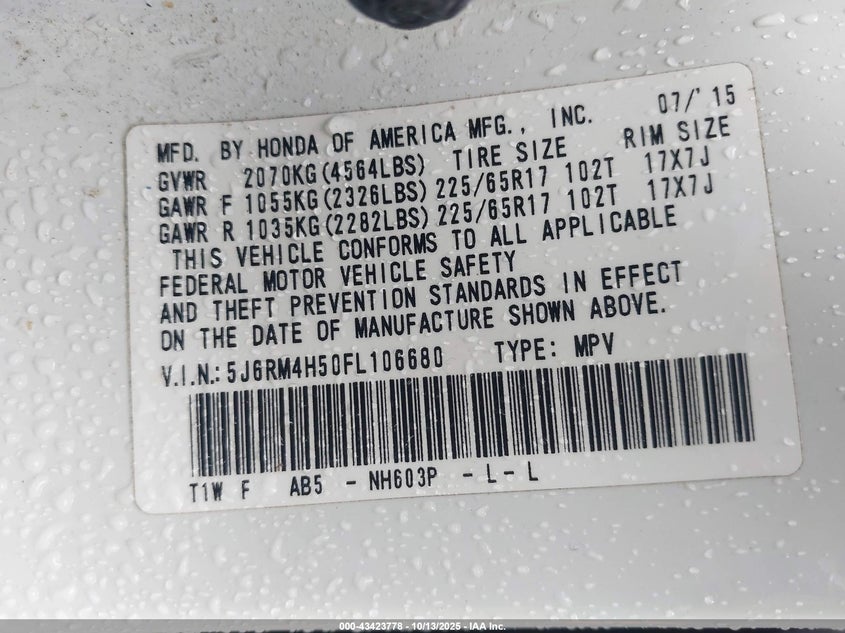 07/'15
MFD. BY HONDA OF AMERICA MFG., INC.
GVWR 2070KG(4564LBS) TIRE SIZE RIM SIZE
GAWR F 1055KG(2326LBS) 225/65R17 102T 17X7J
GAWR R 1035KG(2282LBS) 225/65R17 102T 17X7J
THIS VEHICLE CONFORMS TO ALL APPLICABLE
FEDERAL MOTOR VEHICLE SAFETY
AND THEFT PREVENTION STANDARDS IN EFFECT
ON THE DATE OF MANUFACTURE SHOWN ABOVE.
V.I.N.: 5J6RM4H50FL106680 TYPE: MPV
T1W F AB5 - NH603P - L - L
000-43423778 - 10/13/2025 - IAA Inc.